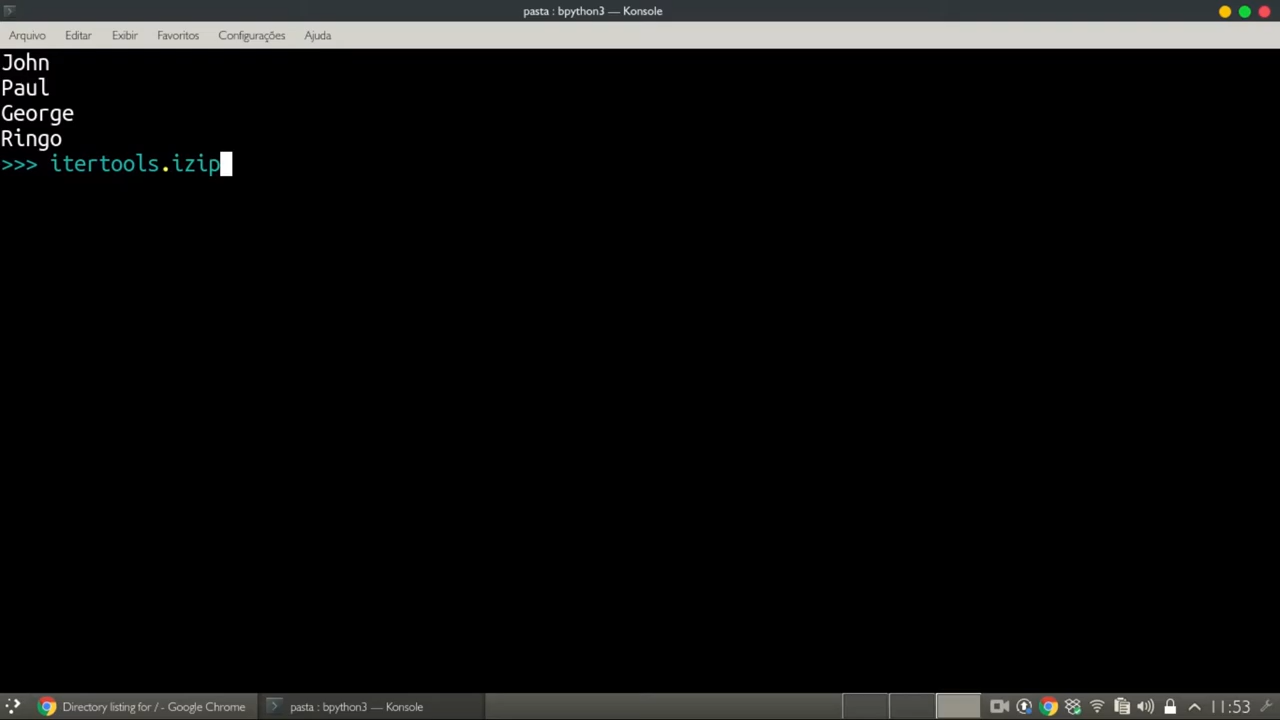 pasta : bpython3 — Konsole
Arquivo Editar Exibir Favoritos Configurações Ajuda
John
Paul
George
Ringo
>>> itertools.izip
Directory listing for / - Google Chrome
pasta : bpython3 — Konsole
11:53